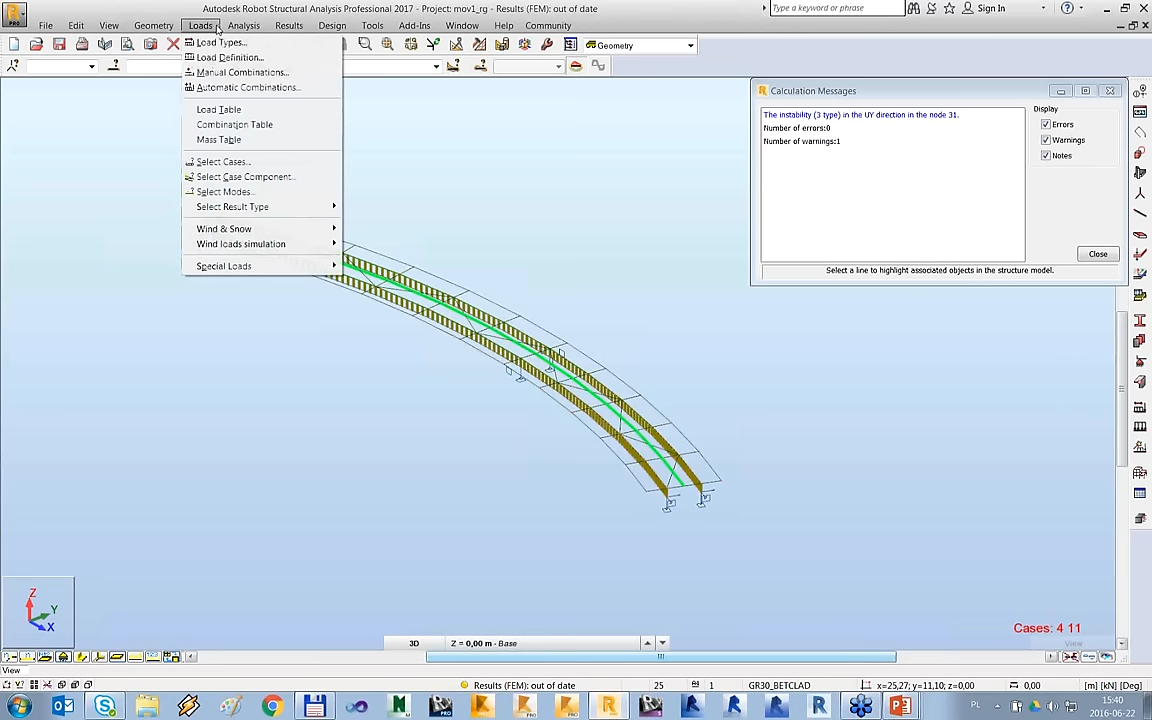 Autodesk Robot Structural Analysis Professional 2017 - Project: mov1_rg - Results (FEM): out of date
Type a keyword or phrase
Sign In
PRO
File Edit View Geometry Loads Analysis Results Design Tools Add-Ins Window Help Community
Geometry
Load Types...
Load Definition...
Manual Combinations...
Automatic Combinations...
Load Table
Combination Table
Mass Table
Select Cases...
Select Case Component...
Select Modes...
Select Result Type
Wind & Snow
Wind loads simulation
Special Loads
Calculation Messages
The instability (3 type) in the UY direction in the node 31.
Number of errors:0
Number of warnings:1
Display
Errors
Warnings
Notes
Close
Select a line to highlight associated objects in the structure model.
Z
Y
X
3D
Z = 0,00 m - Base
Cases: 4 11
View
View
Results (FEM): out of date
25
1
GR30_BETCLAD
x=25,27; y=11,10; z=0,00
0,00
[m] [kN] [Deg]
PL
15:40
2016-06-22